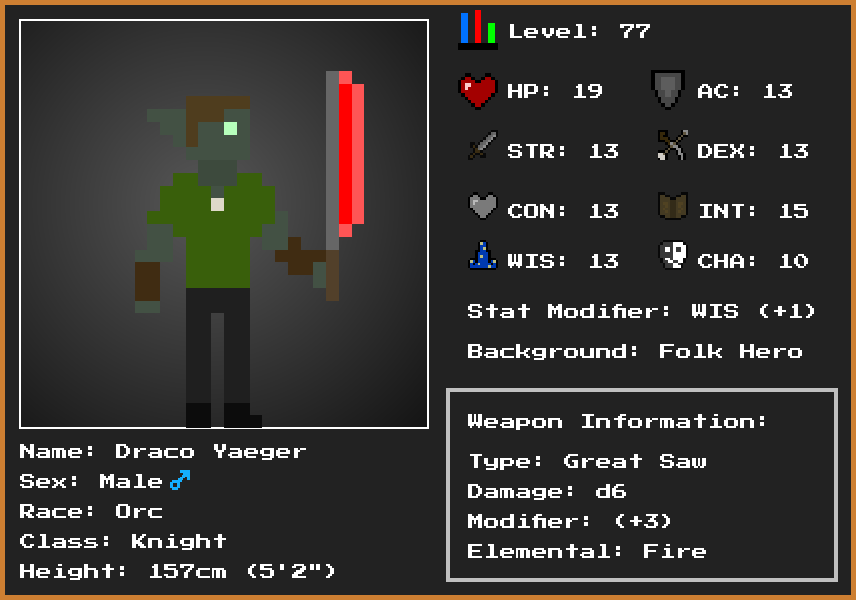 Level: 77
HP: 19
AC: 13
STR: 13
DEX: 13
CON: 13
INT: 15
WIS: 13
CHA: 10
Stat Modifier: WIS (+1)
Background: Folk Hero
Weapon Information:
Type: Great Saw
Damage: d6
Modifier: (+3)
Elemental: Fire
Name: Draco Yaeger
Sex: Male ♂
Race: Orc
Class: Knight
Height: 157cm (5'2")